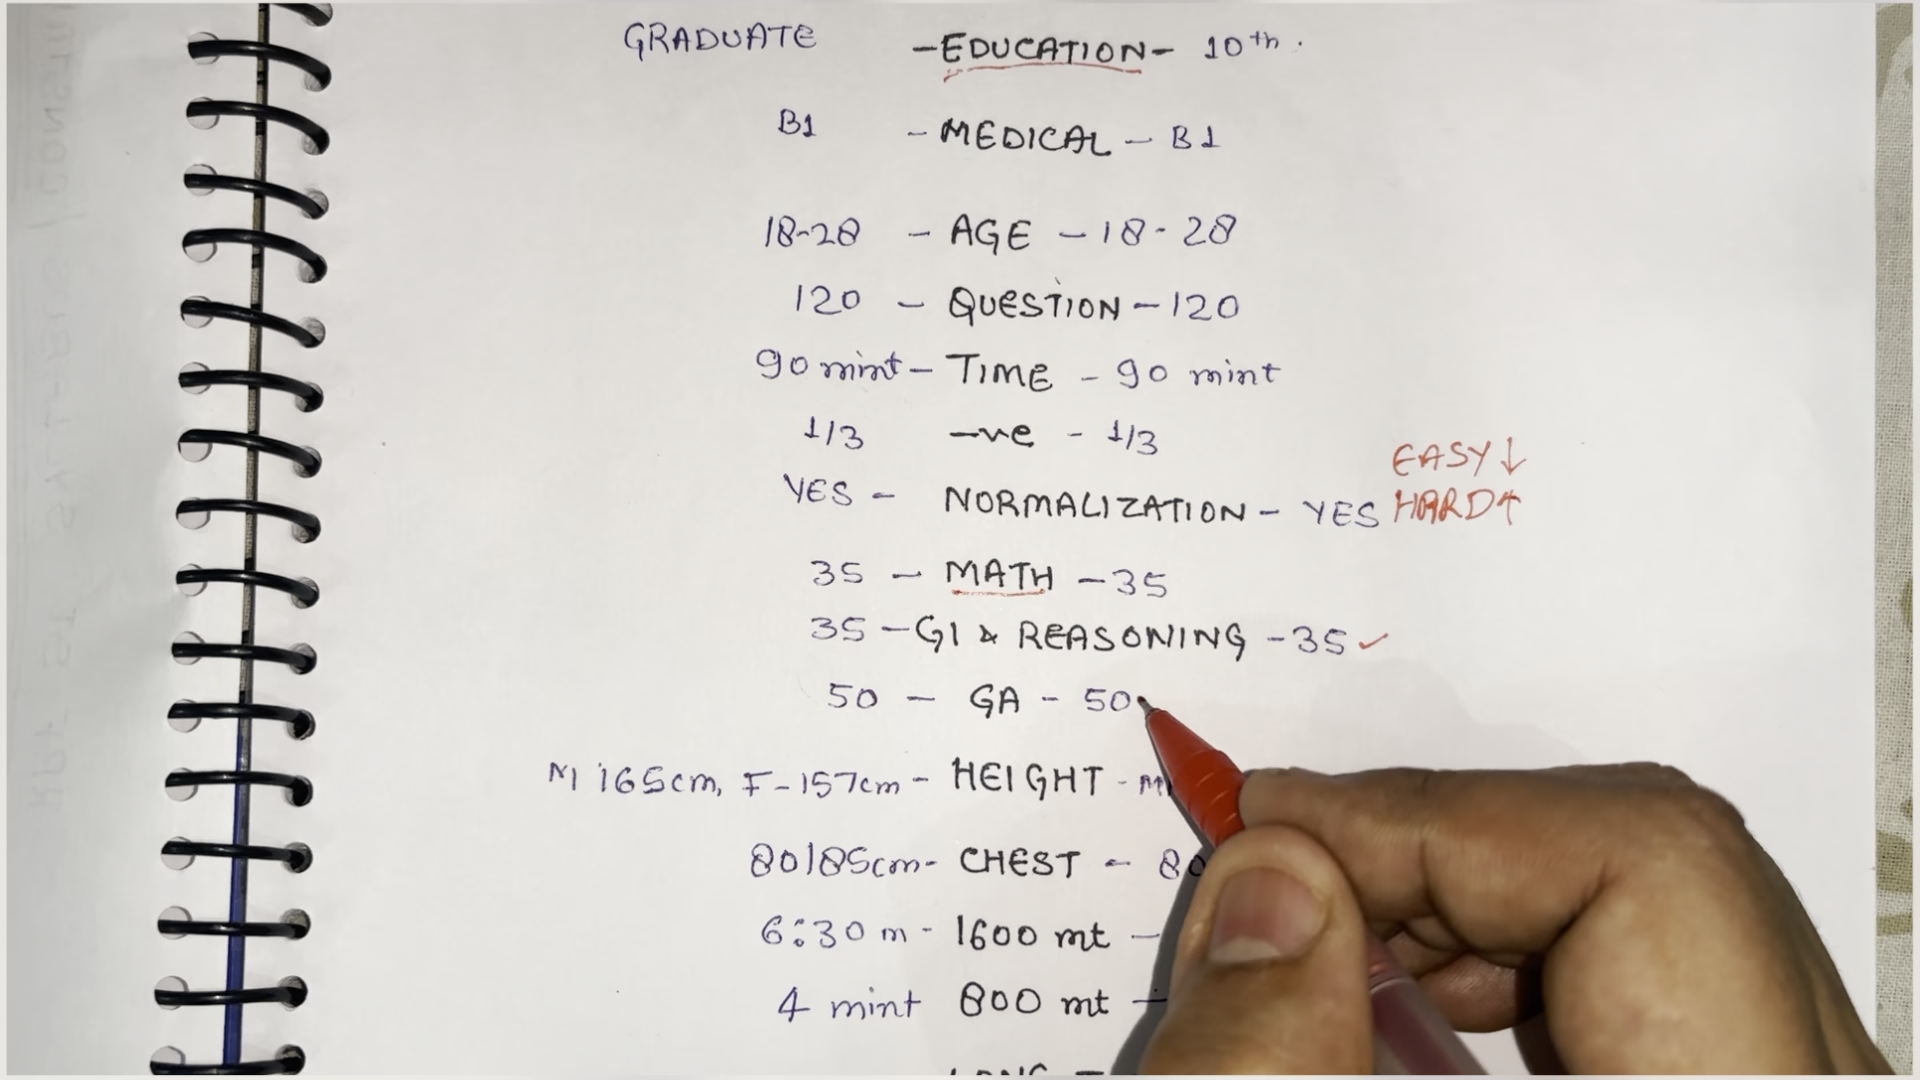 GRADUATE -EDUCATION- 10th.
B1 - MEDICAL - B1
18-28 - AGE - 18-28
120 - QUESTION - 120
90 mint - TIME - 90 mint
1/3 -ve - 1/3
YES - NORMALIZATION - YES
EASY ↓
HARD ↑
35 - MATH - 35
35 - GI & REASONING - 35 ✓
50 - GA - 50
M 165cm, F - 157cm - HEIGHT - M
80/85cm - CHEST - 80
6:30 m - 1600 mt -
4 mint 800 mt -